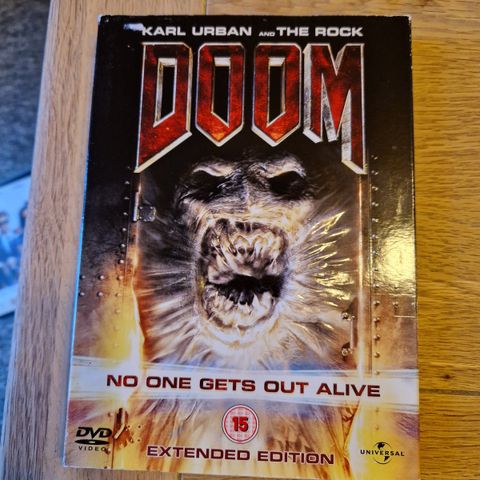 KARL URBAN AND THE ROCK
DOOM
NO ONE GETS OUT ALIVE
15
DVD
VIDEO
EXTENDED EDITION
UNIVERSAL